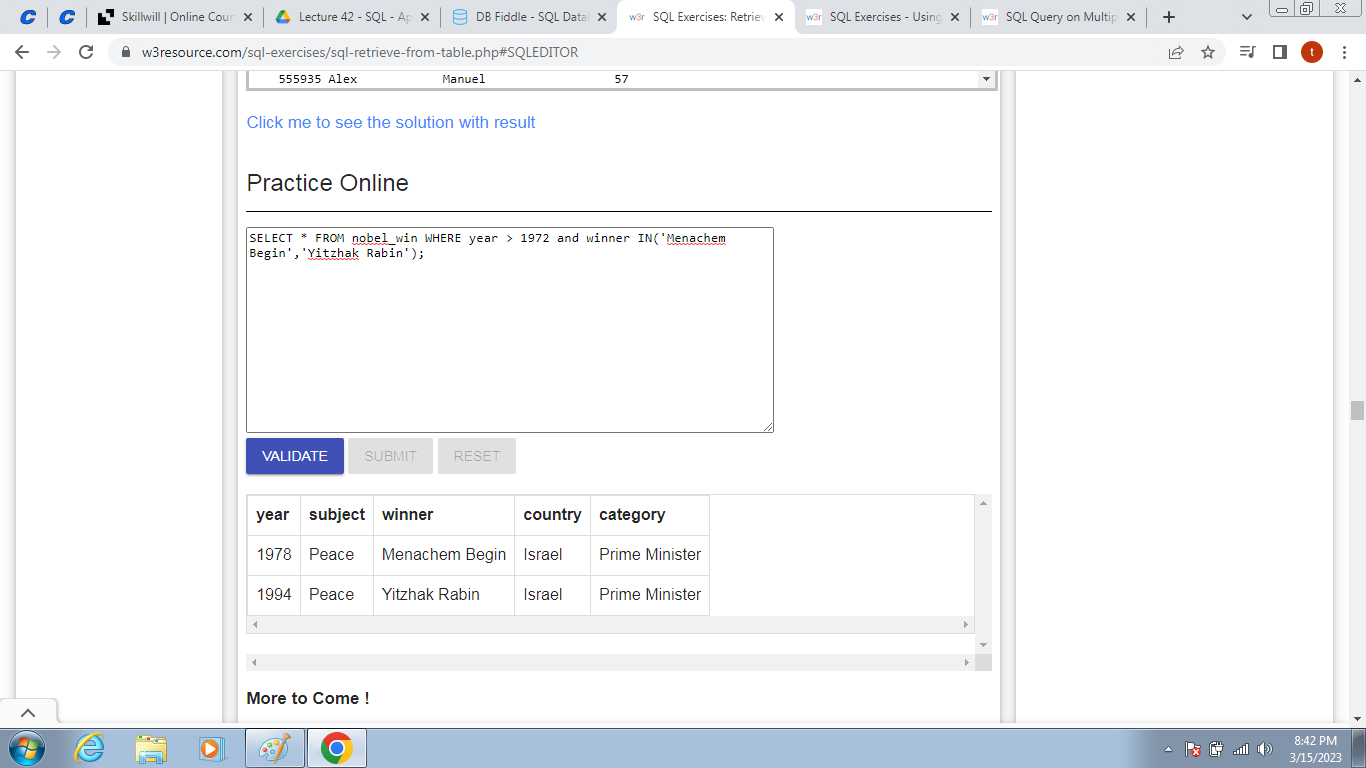 Skillwill | Online Cour
Lecture 42 - SQL - Ap
DB Fiddle - SQL Datab
w3r SQL Exercises: Retriev
w3r SQL Exercises - Using
w3r SQL Query on Multip
w3resource.com/sql-exercises/sql-retrieve-from-table.php#SQLEDITOR
t
555935 Alex Manuel 57
Click me to see the solution with result
Practice Online
SELECT * FROM nobel_win WHERE year > 1972 and winner IN('Menachem
Begin','Yitzhak Rabin');
VALIDATE SUBMIT RESET
year subject winner country category
1978 Peace Menachem Begin Israel Prime Minister
1994 Peace Yitzhak Rabin Israel Prime Minister
More to Come !
8:42 PM
3/15/2023